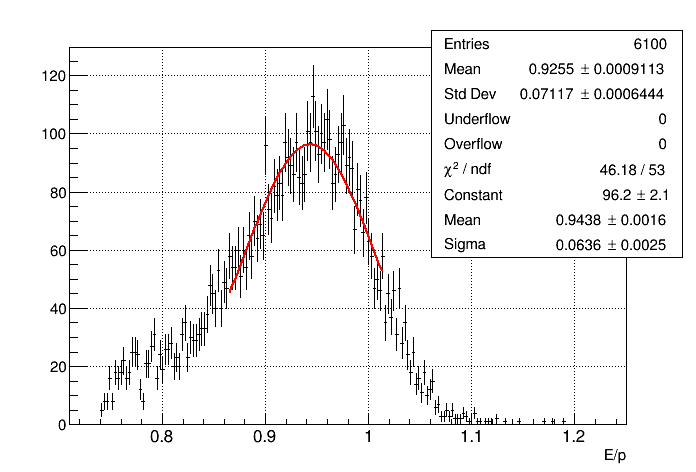 Entries 6100
Mean 0.9255 ± 0.0009113
Std Dev 0.07117 ± 0.0006444
Underflow 0
Overflow 0
χ² / ndf 46.18 / 53
Constant 96.2 ± 2.1
Mean 0.9438 ± 0.0016
Sigma 0.0636 ± 0.0025
120
100
80
60
40
20
0
0.8 0.9 1 1.1 1.2
E/p